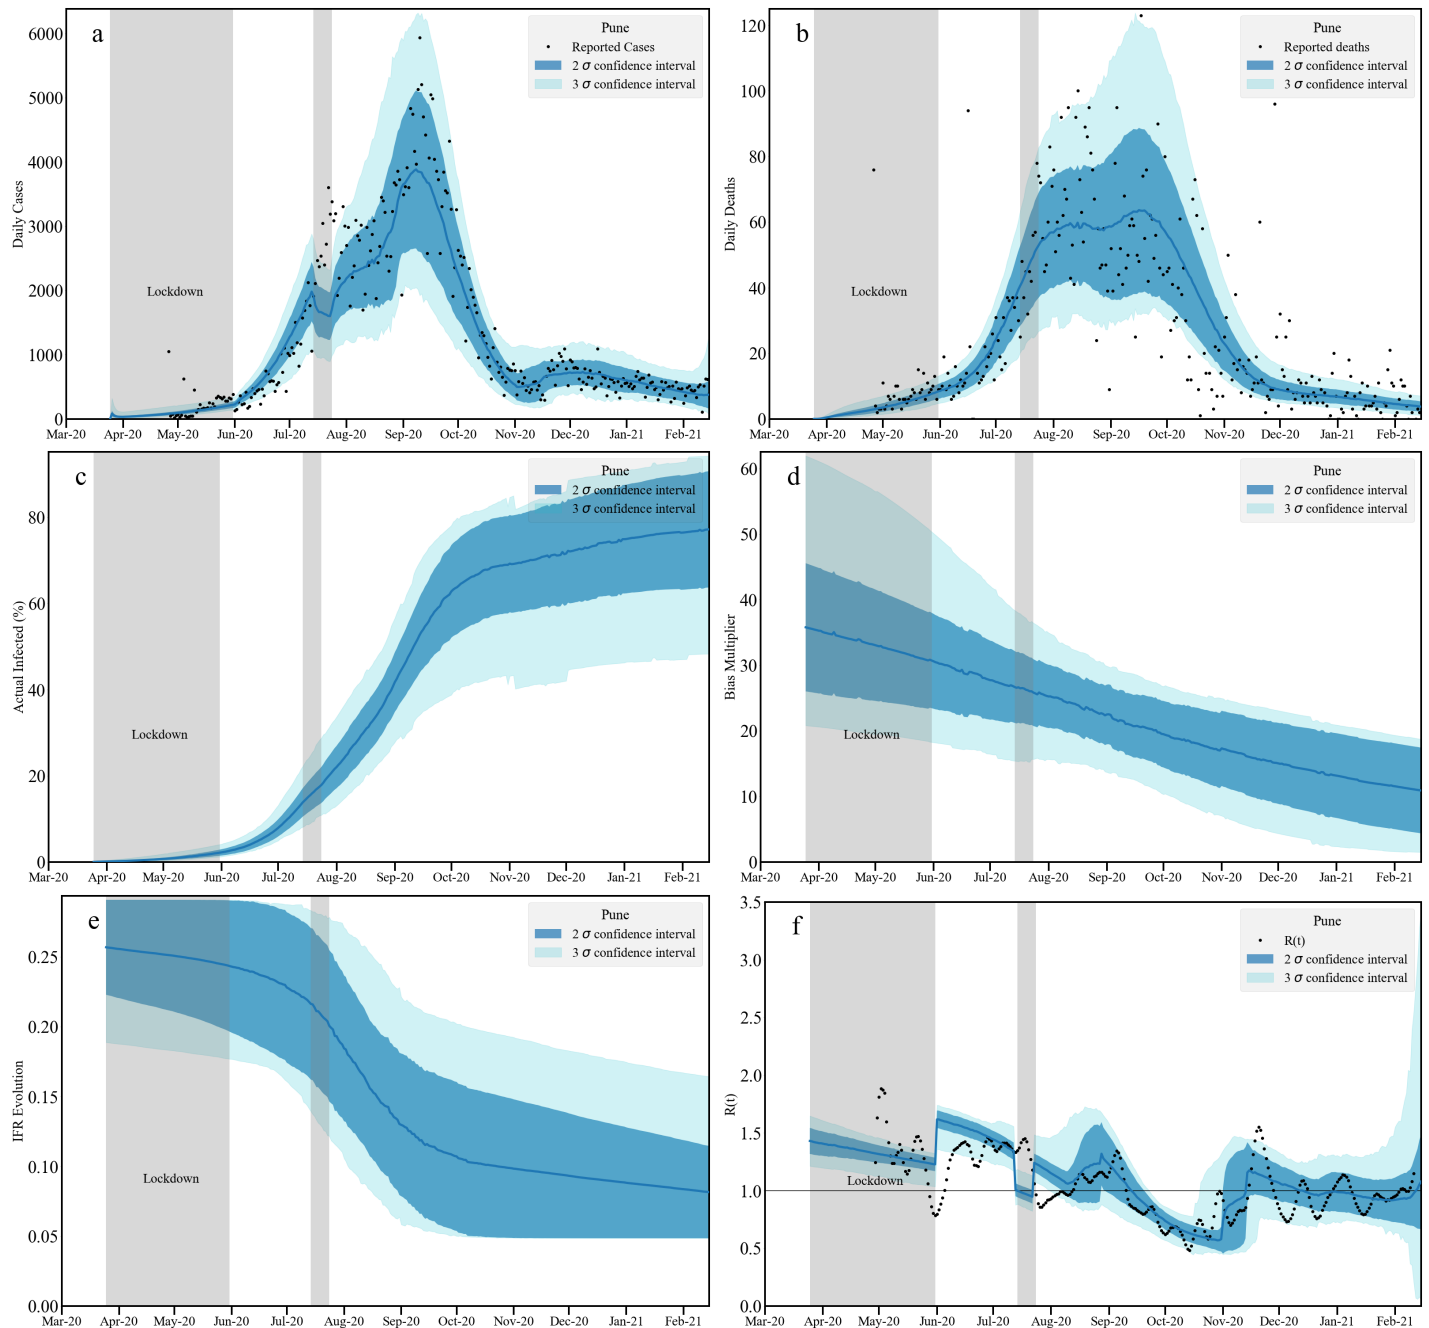 a
Pune
Reported Cases
2 σ confidence interval
3 σ confidence interval
Lockdown
Daily Cases
6000
5000
4000
3000
2000
1000
0
Mar-20 Apr-20 May-20 Jun-20 Jul-20 Aug-20 Sep-20 Oct-20 Nov-20 Dec-20 Jan-21 Feb-21
b
Pune
Reported deaths
2 σ confidence interval
3 σ confidence interval
Lockdown
Daily Deaths
120
100
80
60
40
20
0
Mar-20 Apr-20 May-20 Jun-20 Jul-20 Aug-20 Sep-20 Oct-20 Nov-20 Dec-20 Jan-21 Feb-21
c
Pune
2 σ confidence interval
3 σ confidence interval
Lockdown
Actual Infected (%)
80
60
40
20
0
Mar-20 Apr-20 May-20 Jun-20 Jul-20 Aug-20 Sep-20 Oct-20 Nov-20 Dec-20 Jan-21 Feb-21
d
Pune
2 σ confidence interval
3 σ confidence interval
Lockdown
Bias Multiplier
60
50
40
30
20
10
0
Mar-20 Apr-20 May-20 Jun-20 Jul-20 Aug-20 Sep-20 Oct-20 Nov-20 Dec-20 Jan-21 Feb-21
e
Pune
2 σ confidence interval
3 σ confidence interval
Lockdown
IFR Evolution
0.25
0.20
0.15
0.10
0.05
0.00
Mar-20 Apr-20 May-20 Jun-20 Jul-20 Aug-20 Sep-20 Oct-20 Nov-20 Dec-20 Jan-21 Feb-21
f
Pune
R(t)
2 σ confidence interval
3 σ confidence interval
Lockdown
R(t)
3.5
3.0
2.5
2.0
1.5
1.0
0.5
0.0
Mar-20 Apr-20 May-20 Jun-20 Jul-20 Aug-20 Sep-20 Oct-20 Nov-20 Dec-20 Jan-21 Feb-21